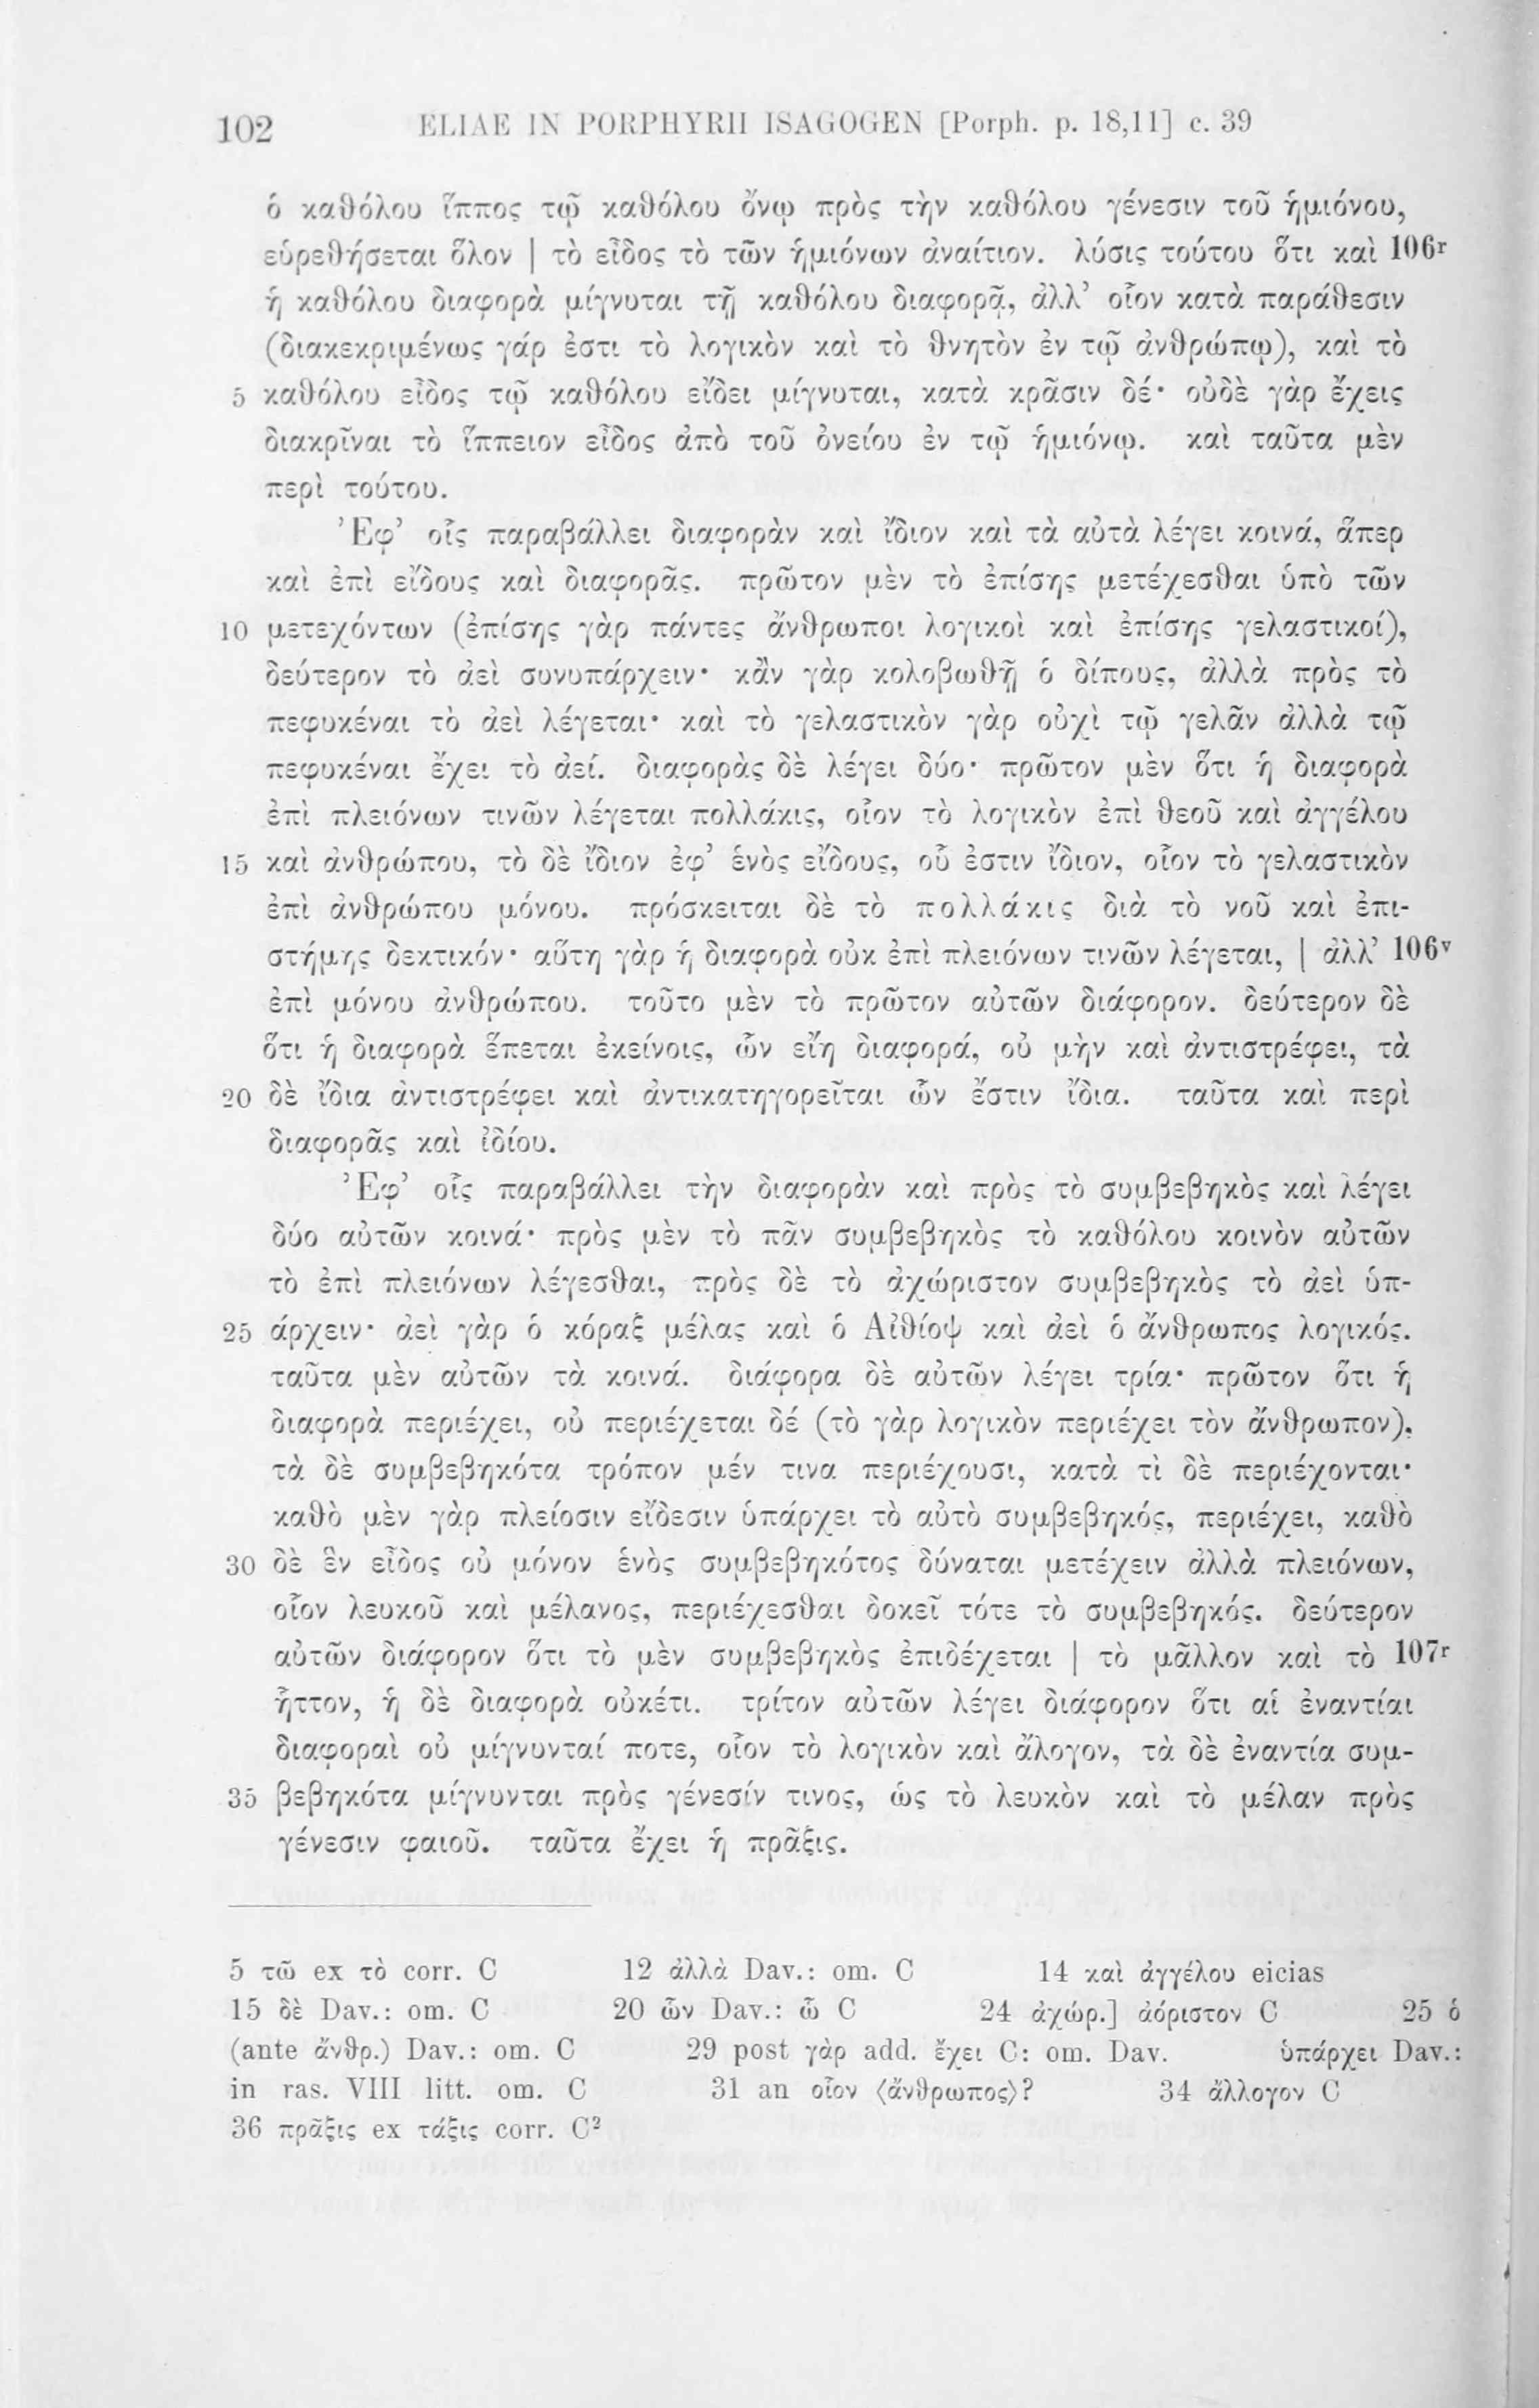 102 ELIAE IN PORPHYRII ISAGOGEN [Porph. p. 18,11] c. 39
ὁ καθόλου ἵππος τῷ καθόλου ὄνῳ πρὸς τὴν καθόλου γένεσιν τοῦ ἡμιόνου,
εὑρεθήσεται ὅλον | τὸ εἶδος τὸ τῶν ἡμιόνων ἀναίτιον. λύσις τούτου ὅτι καὶ 106r
ἡ καθόλου διαφορὰ μίγνυται τῇ καθόλου διαφορᾷ, ἀλλ’ οἷον κατὰ παράθεσιν
(διακεκριμένως γάρ ἐστι τὸ λογικὸν καὶ τὸ θνητὸν ἐν τῷ ἀνθρώπῳ), καὶ τὸ
5 καθόλου εἶδος τῷ καθόλου εἴδει μίγνυται, κατὰ κρᾶσιν δέ· οὐδὲ γὰρ ἔχεις
διακρῖναι τὸ ἵππειον εἶδος ἀπὸ τοῦ ὀνείου ἐν τῷ ἡμιόνῳ. καὶ ταῦτα μὲν
περὶ τούτου.
Ἐφ’ οἷς παραβάλλει διαφορὰν καὶ ἴδιον καὶ τὰ αὐτὰ λέγει κοινά, ἅπερ
καὶ ἐπὶ εἴδους καὶ διαφορᾶς. πρῶτον μὲν τὸ ἐπίσης μετέχεσθαι ὑπὸ τῶν
10 μετεχόντων (ἐπίσης γὰρ πάντες ἄνθρωποι λογικοὶ καὶ ἐπίσης γελαστικοί),
δεύτερον τὸ ἀεὶ συνυπάρχειν· κἂν γὰρ κολοβωθῇ ὁ δίπους, ἀλλὰ πρὸς τὸ
πεφυκέναι τὸ ἀεὶ λέγεται· καὶ τὸ γελαστικὸν γὰρ οὐχὶ τῷ γελᾶν ἀλλὰ τῷ
πεφυκέναι ἔχει τὸ ἀεί. διαφορὰς δὲ λέγει δύο· πρῶτον μὲν ὅτι ἡ διαφορὰ
ἐπὶ πλειόνων τινῶν λέγεται πολλάκις, οἷον τὸ λογικὸν ἐπὶ θεοῦ καὶ ἀγγέλου
15 καὶ ἀνθρώπου, τὸ δὲ ἴδιον ἐφ’ ἑνὸς εἴδους, οὗ ἐστιν ἴδιον, οἷον τὸ γελαστικὸν
ἐπὶ ἀνθρώπου μόνου. πρόσκειται δὲ τὸ πολλάκις διὰ τὸ νοῦ καὶ ἐπι-
στήμης δεκτικόν· αὕτη γὰρ ἡ διαφορὰ οὐκ ἐπὶ πλειόνων τινῶν λέγεται, | ἀλλ’ 106v
ἐπὶ μόνου ἀνθρώπου. τοῦτο μὲν τὸ πρῶτον αὐτῶν διάφορον. δεύτερον δὲ
ὅτι ἡ διαφορὰ ἕπεται ἐκείνοις, ὧν εἴη διαφορά, οὐ μὴν καὶ ἀντιστρέφει, τὰ
20 δὲ ἴδια ἀντιστρέφει καὶ ἀντικατηγορεῖται ὧν ἔστιν ἴδια. ταῦτα καὶ περὶ
διαφορᾶς καὶ ἰδίου.
Ἐφ’ οἷς παραβάλλει τὴν διαφορὰν καὶ πρὸς τὸ συμβεβηκὸς καὶ λέγει
δύο αὐτῶν κοινά· πρὸς μὲν τὸ πᾶν συμβεβηκὸς τὸ καθόλου κοινὸν αὐτῶν
τὸ ἐπὶ πλειόνων λέγεσθαι, πρὸς δὲ τὸ ἀχώριστον συμβεβηκὸς τὸ ἀεὶ ὑπ-
25 άρχειν· ἀεὶ γὰρ ὁ κόραξ μέλας καὶ ὁ Αἰθίοψ καὶ ἀεὶ ὁ ἄνθρωπος λογικός.
ταῦτα μὲν αὐτῶν τὰ κοινά. διάφορα δὲ αὐτῶν λέγει τρία· πρῶτον ὅτι ἡ
διαφορὰ περιέχει, οὐ περιέχεται δέ (τὸ γὰρ λογικὸν περιέχει τὸν ἄνθρωπον),
τὰ δὲ συμβεβηκότα τρόπον μέν τινα περιέχουσι, κατὰ τὶ δὲ περιέχονται·
καθὸ μὲν γὰρ πλείοσιν εἴδεσιν ὑπάρχει τὸ αὐτὸ συμβεβηκός, περιέχει, καθὸ
30 δὲ ἓν εἶδος οὐ μόνον ἑνὸς συμβεβηκότος δύναται μετέχειν ἀλλὰ πλειόνων,
οἷον λευκοῦ καὶ μέλανος, περιέχεσθαι δοκεῖ τότε τὸ συμβεβηκός. δεύτερον
αὐτῶν διάφορον ὅτι τὸ μὲν συμβεβηκὸς ἐπιδέχεται | τὸ μᾶλλον καὶ τὸ 107r
ἧττον, ἡ δὲ διαφορὰ οὐκέτι. τρίτον αὐτῶν λέγει διάφορον ὅτι αἱ ἐναντίαι
διαφοραὶ οὐ μίγνυνταί ποτε, οἷον τὸ λογικὸν καὶ ἄλογον, τὰ δὲ ἐναντία συμ-
35 βεβηκότα μίγνυνται πρὸς γένεσίν τινος, ὡς τὸ λευκὸν καὶ τὸ μέλαν πρὸς
γένεσιν φαιοῦ. ταῦτα ἔχει ἡ πρᾶξις.
5 τῶ ex τὸ corr. C 12 ἀλλὰ Dav.: om. C 14 καὶ ἀγγέλου eicias
15 δὲ Dav.: om. C 20 ὧν Dav.: ὧ C 24 ἀχώρ.] ἀόριστον C 25 ὁ
(ante ἄνθρ.) Dav.: om. C 29 post γὰρ add. ἔχει C: om. Dav. ὑπάρχει Dav.:
in ras. VIII litt. om. C 31 an οἷον ⟨ἄνθρωπος⟩? 34 ἄλλογον C
36 πρᾶξις ex τάξις corr. C²